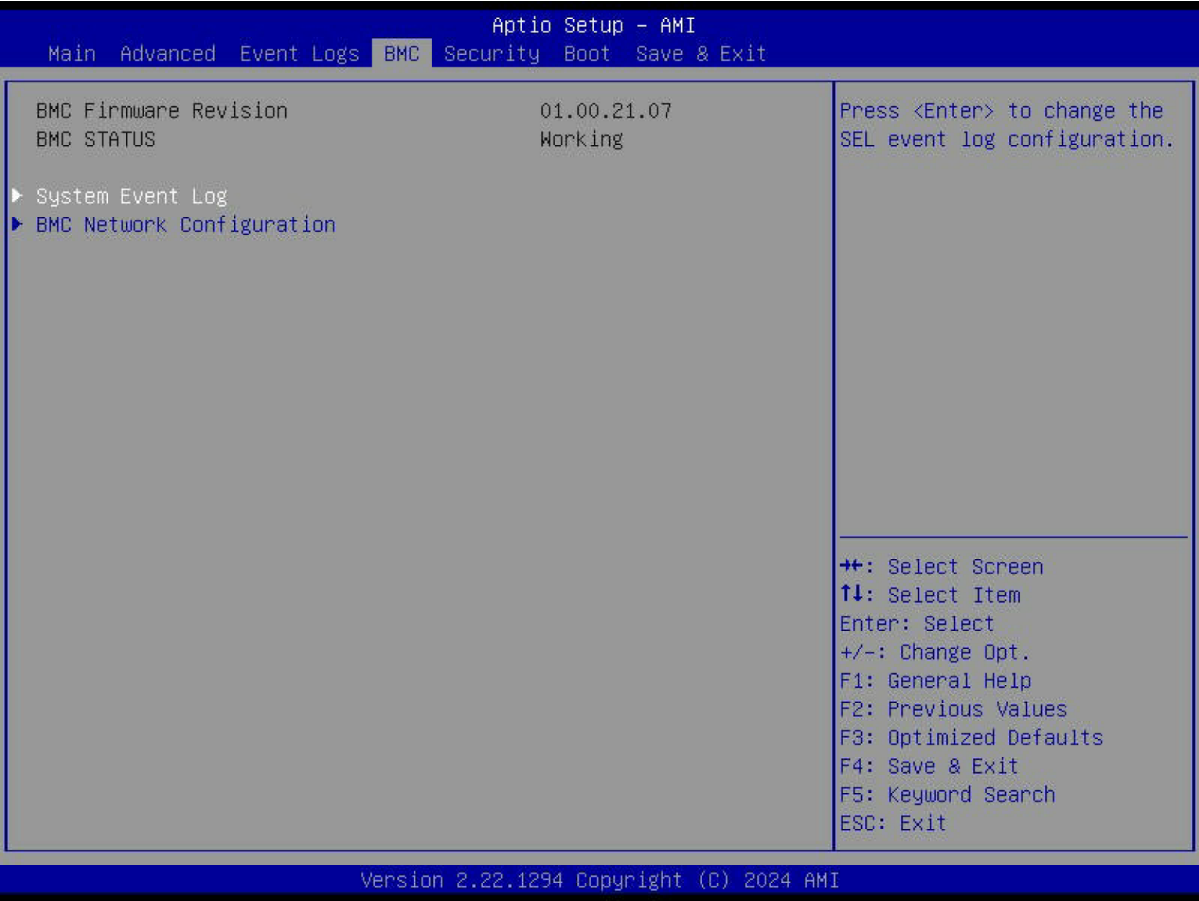 Aptio Setup – AMI
Main Advanced Event Logs BMC Security Boot Save & Exit
BMC Firmware Revision 01.00.21.07
BMC STATUS Working
▶ System Event Log
▶ BMC Network Configuration
Press <Enter> to change the
SEL event log configuration.
→←: Select Screen
↑↓: Select Item
Enter: Select
+/-: Change Opt.
F1: General Help
F2: Previous Values
F3: Optimized Defaults
F4: Save & Exit
F5: Keyword Search
ESC: Exit
Version 2.22.1294 Copyright (C) 2024 AMI